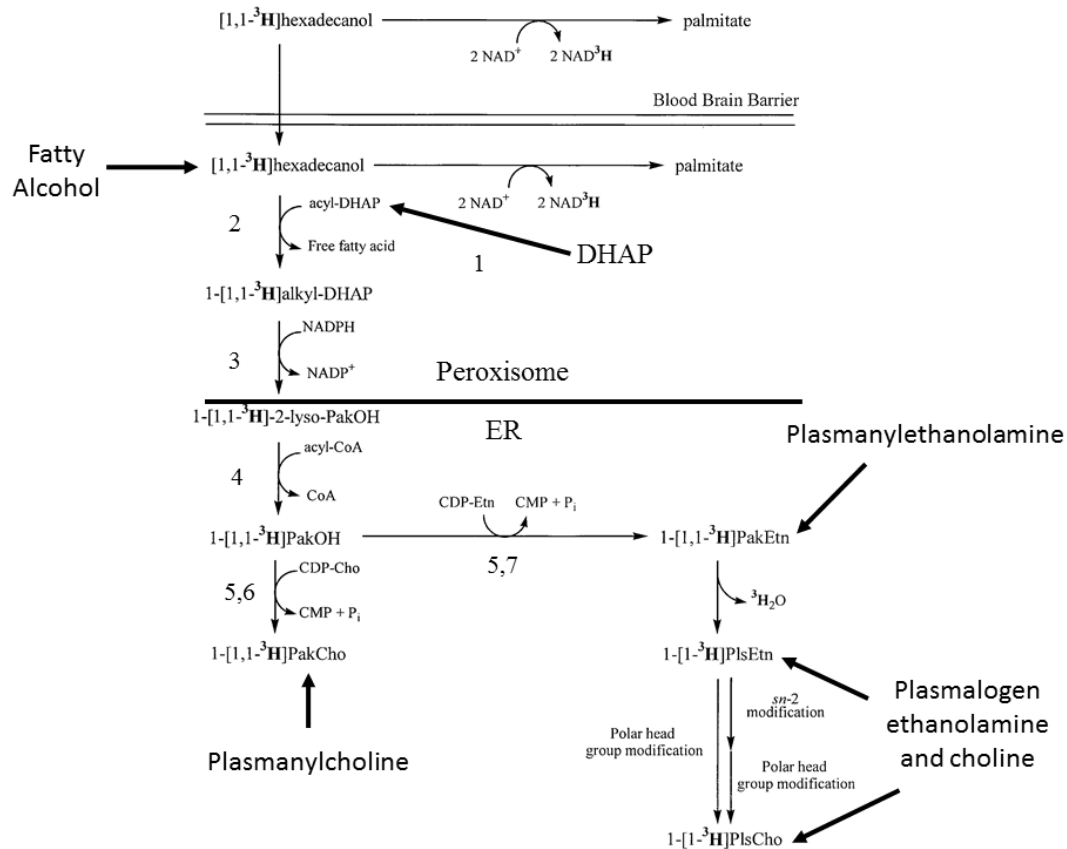 [1,1-³H]hexadecanol
palmitate
2 NAD⁺
2 NAD³H
Blood Brain Barrier
Fatty
Alcohol
[1,1-³H]hexadecanol
palmitate
2 NAD⁺
2 NAD³H
2
acyl-DHAP
Free fatty acid
1
DHAP
1-[1,1-³H]alkyl-DHAP
3
NADPH
NADP⁺
Peroxisome
1-[1,1-³H]-2-lyso-PakOH
ER
Plasmanylethanolamine
4
acyl-CoA
CoA
CDP-Etn
CMP + Pᵢ
1-[1,1-³H]PakOH
5,7
1-[1,1-³H]PakEtn
5,6
CDP-Cho
CMP + Pᵢ
³H₂O
1-[1,1-³H]PakCho
1-[1-³H]PlsEtn
Plasmanylcholine
Polar head
group modification
sn-2
modification
Polar head
group modification
Plasmalogen
ethanolamine
and choline
1-[1-³H]PlsCho